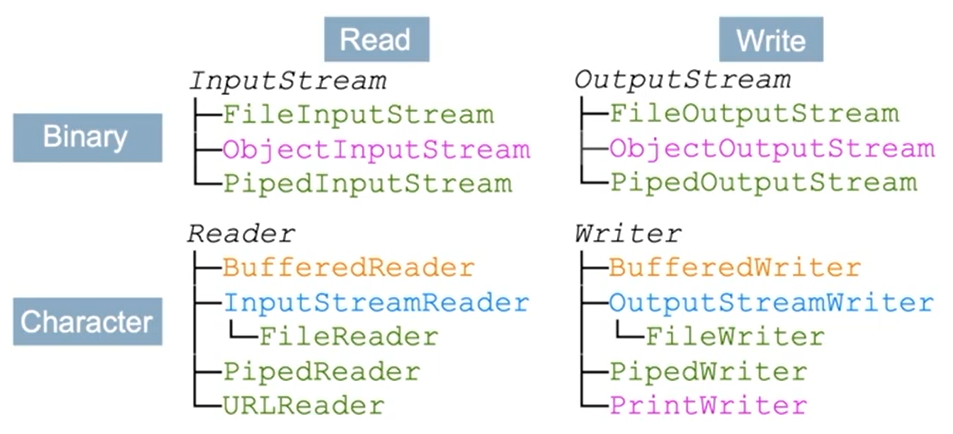 Read
Write
Binary
InputStream
FileInputStream
ObjectInputStream
PipedInputStream
OutputStream
FileOutputStream
ObjectOutputStream
PipedOutputStream
Character
Reader
BufferedReader
InputStreamReader
FileReader
PipedReader
URLReader
Writer
BufferedWriter
OutputStreamWriter
FileWriter
PipedWriter
PrintWriter